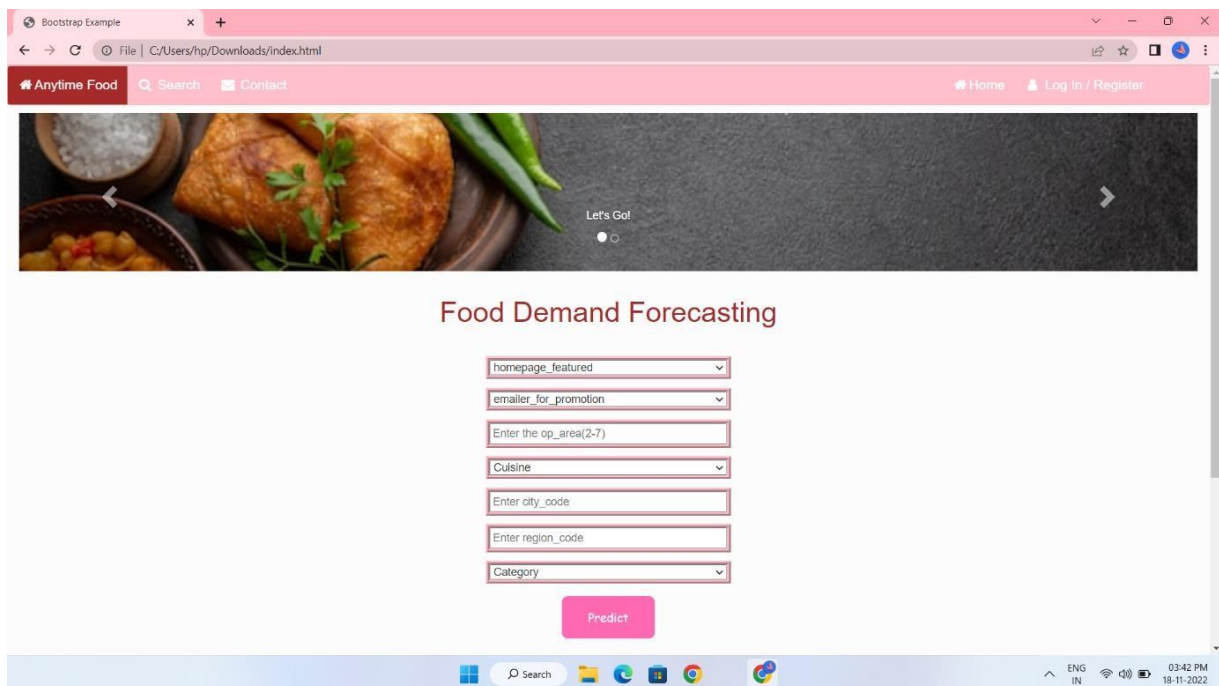 Bootstrap Example
File | C:/Users/hp/Downloads/index.html
Anytime Food Search Contact Home Log In / Register
Let's Go!
Food Demand Forecasting
homepage_featured
emailer_for_promotion
Enter the op_area(2-7)
Cuisine
Enter city_code
Enter region_code
Category
Predict
Search
ENG
IN
03:42 PM
18-11-2022